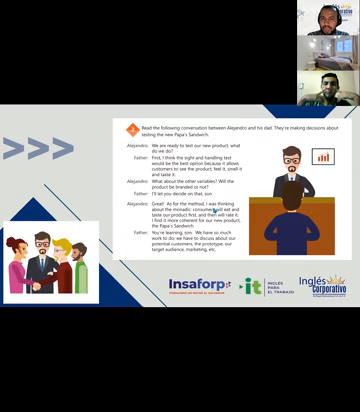 Inglés
Corporativo
>>>
Read the following conversation between Alejandro and his dad. They're making decisions about
testing the new Papa's Sandwich.
Alejandro: We are ready to test our new product, what
do we do?
Father: First, I think the sight and handling test
would be the best option because it allows
customers to see the product, feel it, smell it
and taste it.
Alejandro: What about the other variables? Will the
product be branded or not?
Father: I'll let you decide on that, son.
Alejandro: Great! As for the method, I was thinking
about the monadic: consumers will eat and
taste our product first, and then will rate it;
I find it more coherent for our new product,
the Papa's Sandwich.
Father: You're learning, son. We have so much
work to do; we have to discuss about our
potential customers, the prototype, our
target audience, marketing, etc.
Insaforp
it
INGLÉS
PARA
EL TRABAJO
Inglés
Corporativo